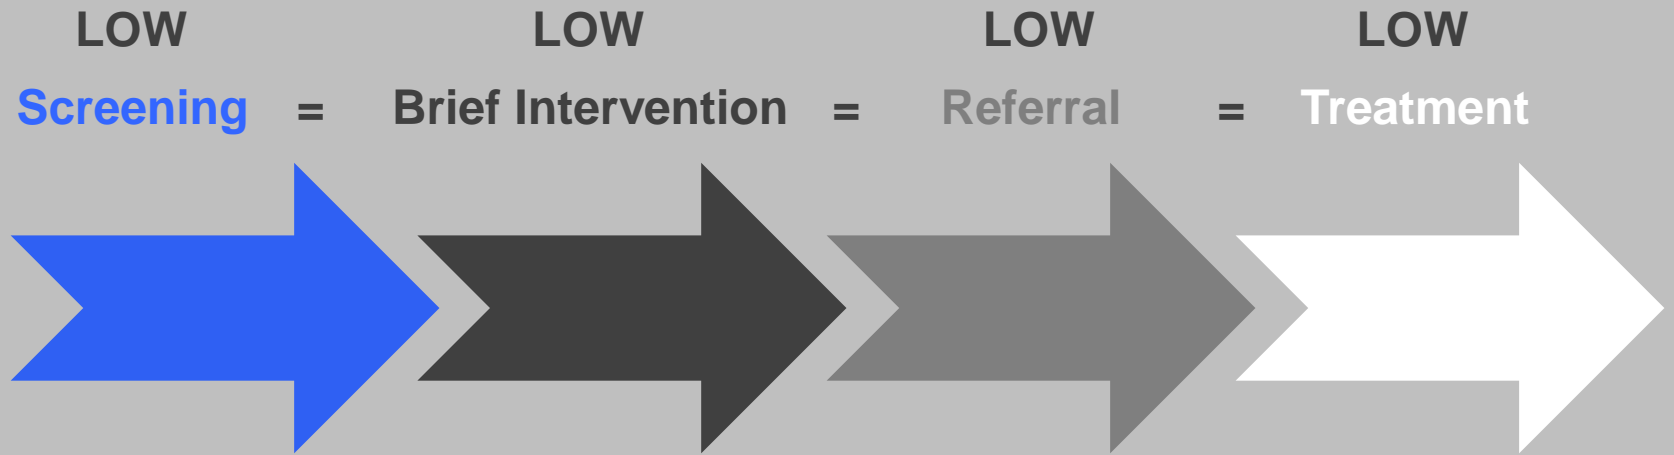 LOW LOW LOW LOW
Screening = Brief Intervention = Referral = Treatment